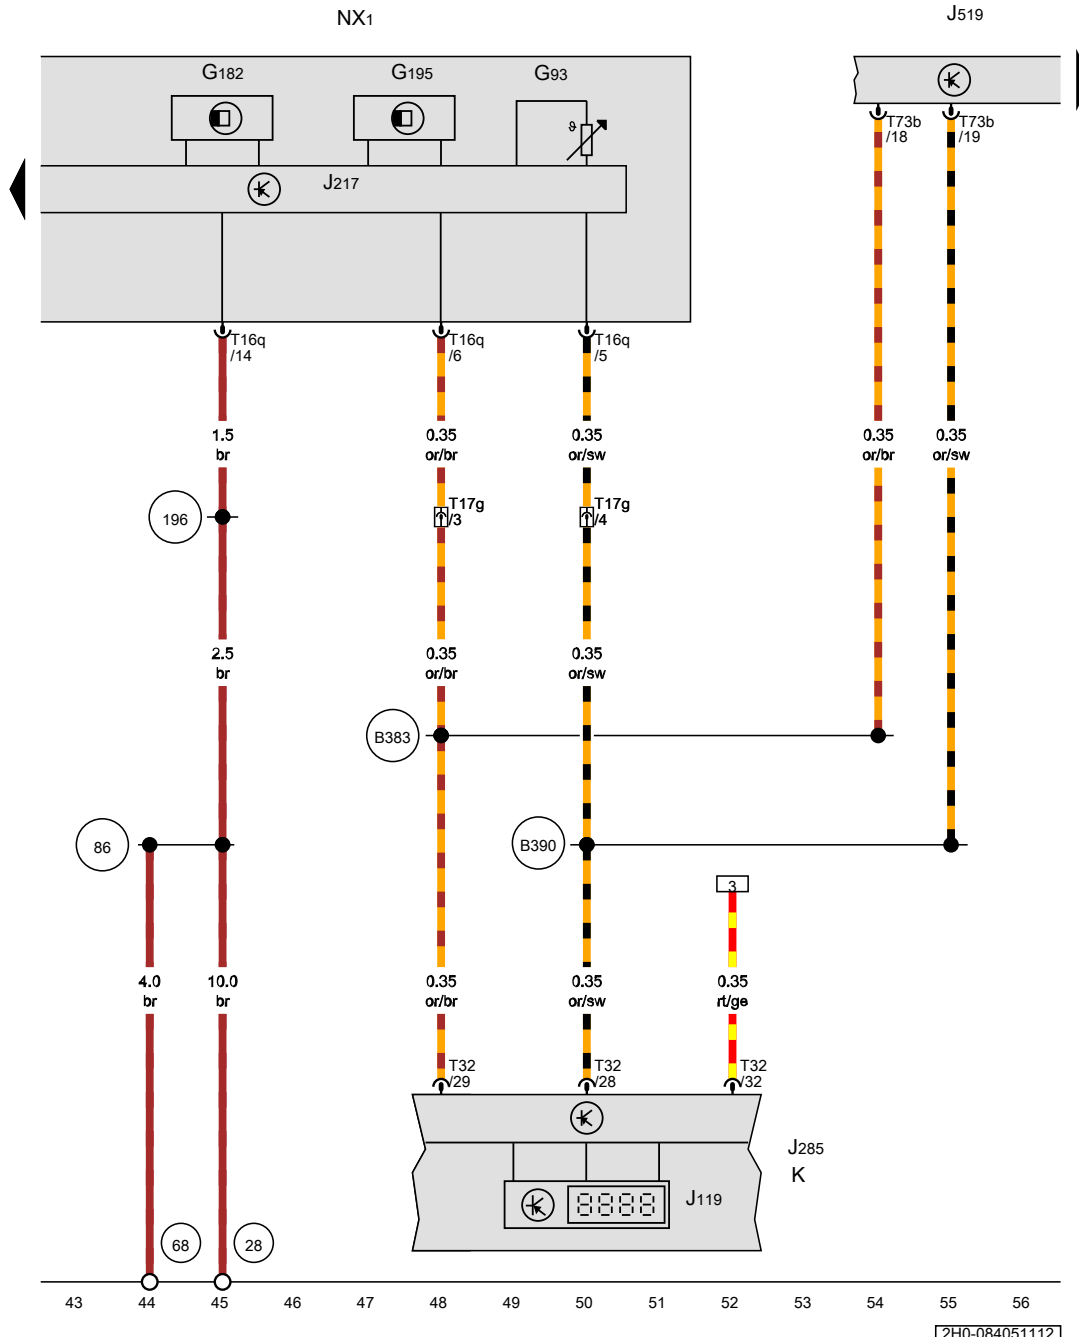 NX1
J519
G182
G195
G93
ϑ
J217
T73b
/18
T73b
/19
T16q
/14
T16q
/6
T16q
/5
1.5
br
0.35
or/br
0.35
or/sw
0.35
or/br
0.35
or/sw
196
T17g
/3
T17g
/4
2.5
br
0.35
or/br
0.35
or/sw
B383
86
B390
3
4.0
br
10.0
br
0.35
or/br
0.35
or/sw
0.35
rt/ge
T32
/29
T32
/28
T32
/32
J285
K
J119
8888
68
28
43 44 45 46 47 48 49 50 51 52 53 54 55 56
2H0-084051112